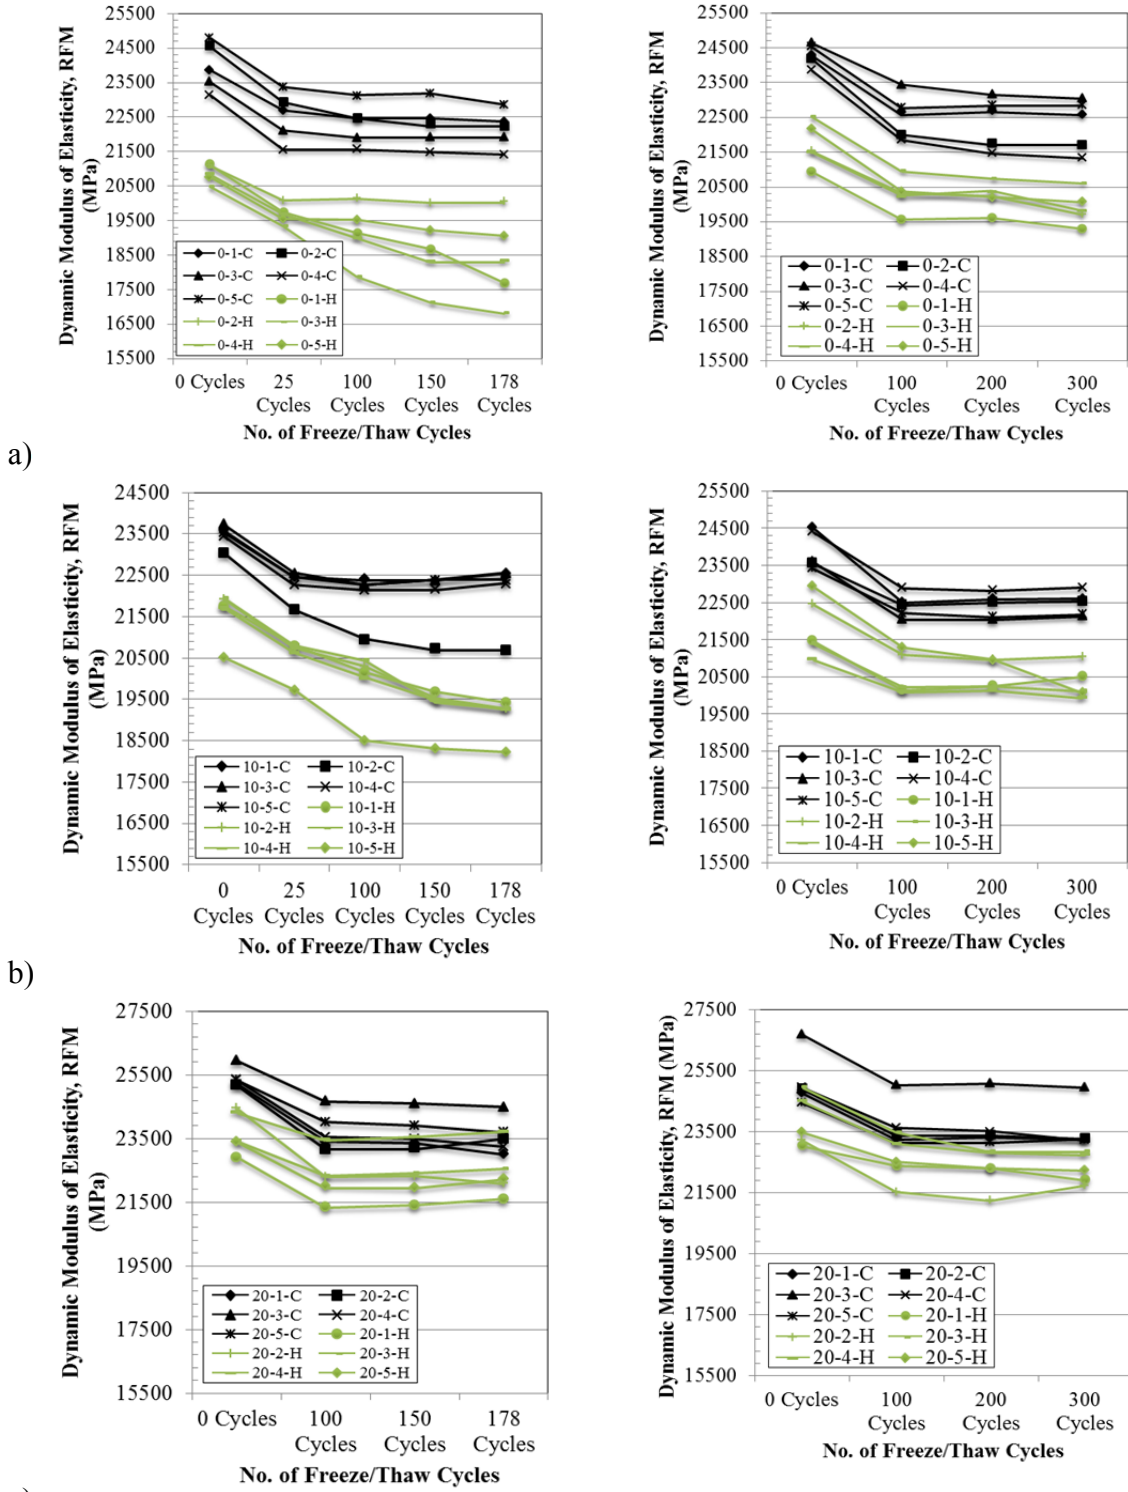 25500
24500
23500
22500
21500
20500
19500
18500
17500
16500
15500
Dynamic Modulus of Elasticity, RFM
(MPa)
0-1-C 0-2-C
0-3-C 0-4-C
0-5-C 0-1-H
0-2-H 0-3-H
0-4-H 0-5-H
0 Cycles 25 100 150 178
Cycles Cycles Cycles Cycles
No. of Freeze/Thaw Cycles
25500
24500
23500
22500
21500
20500
19500
18500
17500
16500
15500
Dynamic Modulus of Elasticity, RFM
(MPa)
0-1-C 0-2-C
0-3-C 0-4-C
0-5-C 0-1-H
0-2-H 0-3-H
0-4-H 0-5-H
0 Cycles 100 200 300
Cycles Cycles Cycles
No. of Freeze/Thaw Cycles
a)
24500
23500
22500
21500
20500
19500
18500
17500
16500
15500
Dynamic Modulus of Elasticity, RFM
(MPa)
10-1-C 10-2-C
10-3-C 10-4-C
10-5-C 10-1-H
10-2-H 10-3-H
10-4-H 10-5-H
0 25 100 150 178
Cycles Cycles Cycles Cycles Cycles
No. of Freeze/Thaw Cycles
25500
24500
23500
22500
21500
20500
19500
18500
17500
16500
15500
Dynamic Modulus of Elasticity, RFM
(MPa)
10-1-C 10-2-C
10-3-C 10-4-C
10-5-C 10-1-H
10-2-H 10-3-H
10-4-H 10-5-H
0 Cycles 100 200 300
Cycles Cycles Cycles
No. of Freeze/Thaw Cycles
b)
27500
25500
23500
21500
19500
17500
15500
Dynamic Modulus of Elasticity, RFM
(MPa)
20-1-C 20-2-C
20-3-C 20-4-C
20-5-C 20-1-H
20-2-H 20-3-H
20-4-H 20-5-H
0 Cycles 100 150 178
Cycles Cycles Cycles
No. of Freeze/Thaw Cycles
27500
25500
23500
21500
19500
17500
15500
Dynamic Modulus of Elasticity, RFM (MPa)
20-1-C 20-2-C
20-3-C 20-4-C
20-5-C 20-1-H
20-2-H 20-3-H
20-4-H 20-5-H
0 Cycles 100 200 300
Cycles Cycles Cycles
No. of Freeze/Thaw Cycles